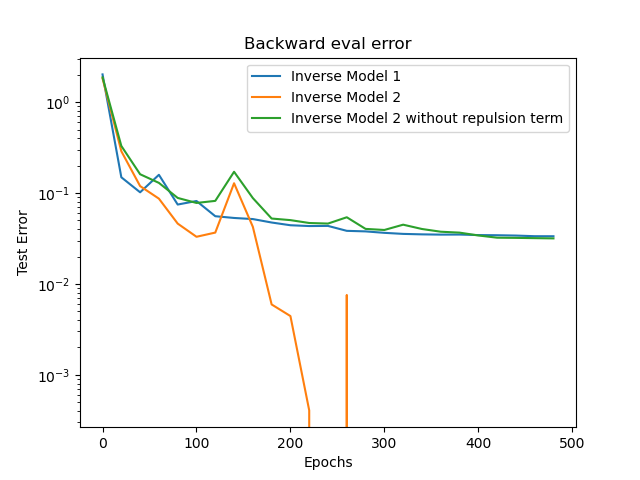 Backward eval error
Inverse Model 1
Inverse Model 2
Inverse Model 2 without repulsion term
Test Error
10⁰
10⁻¹
10⁻²
10⁻³
0 100 200 300 400 500
Epochs